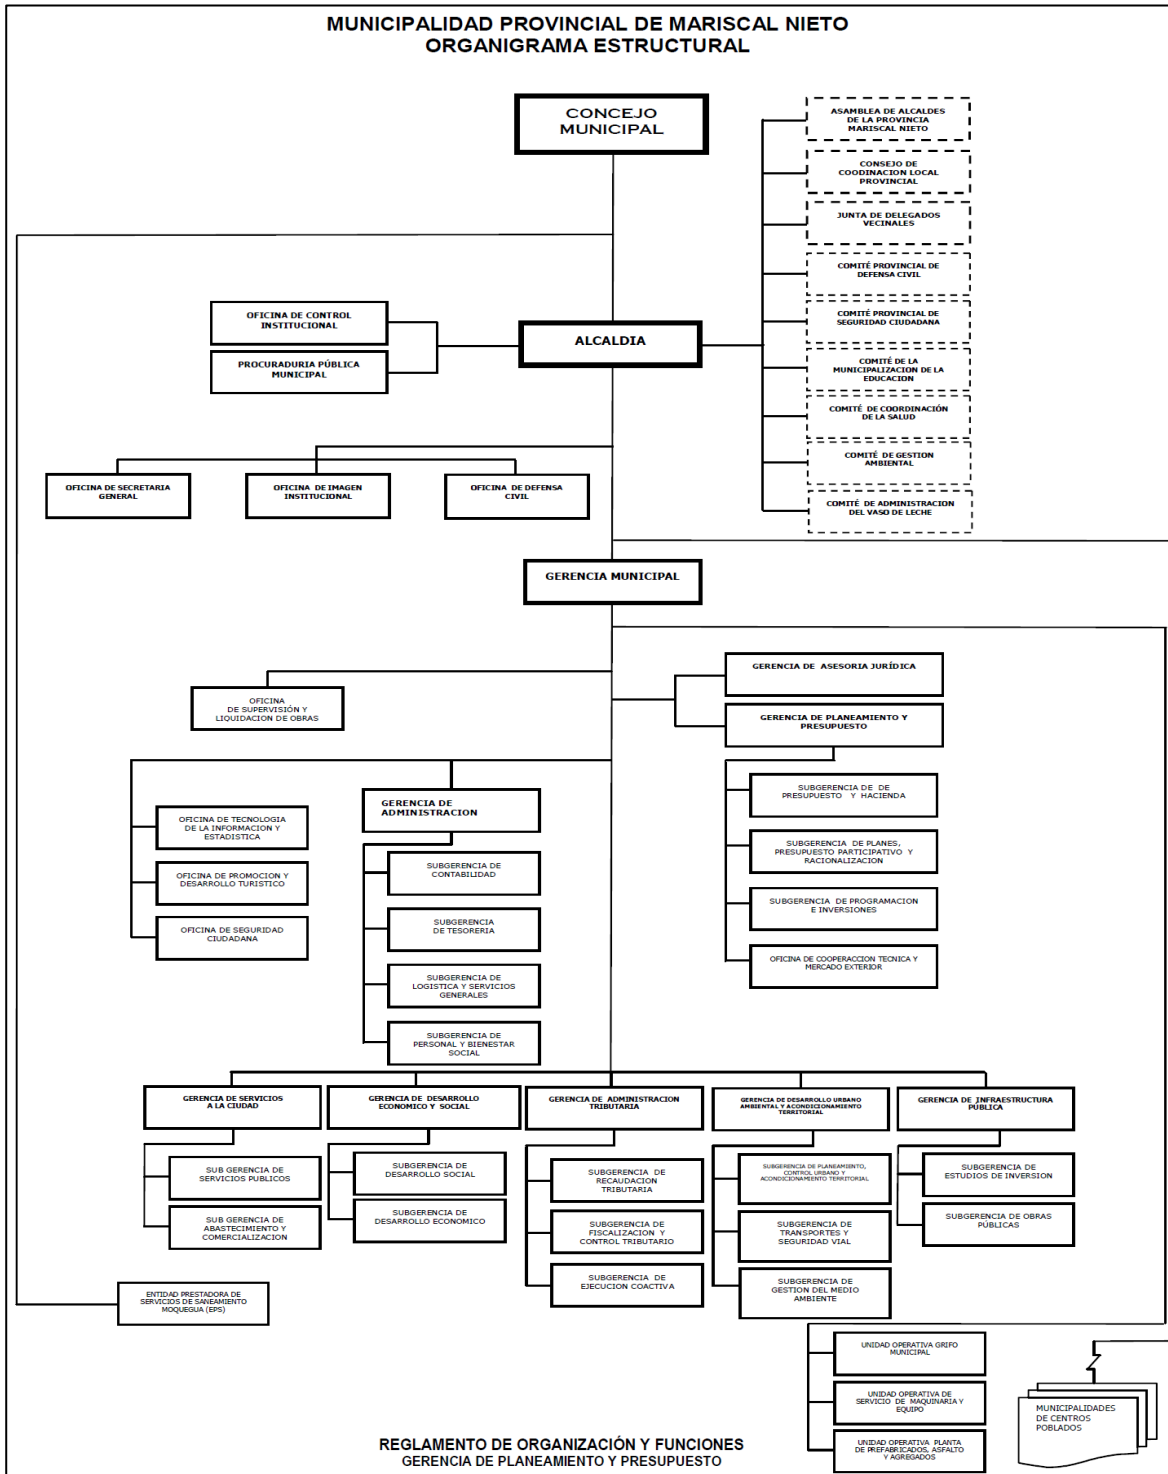 MUNICIPALIDAD PROVINCIAL DE MARISCAL NIETO
ORGANIGRAMA ESTRUCTURAL
CONCEJO
MUNICIPAL
ASAMBLEA DE ALCALDES
DE LA PROVINCIA
MARISCAL NIETO
CONSEJO DE
COODINACION LOCAL
PROVINCIAL
JUNTA DE DELEGADOS
VECINALES
COMITÉ PROVINCIAL DE
DEFENSA CIVIL
COMITÉ PROVINCIAL DE
SEGURIDAD CIUDADANA
COMITÉ DE LA
MUNICIPALIZACION DE LA
EDUCACION
COMITÉ DE COORDINACIÓN
DE LA SALUD
COMITÉ DE GESTION
AMBIENTAL
COMITÉ DE ADMINISTRACION
DEL VASO DE LECHE
OFICINA DE CONTROL
INSTITUCIONAL
PROCURADURIA PÚBLICA
MUNICIPAL
ALCALDIA
OFICINA DE SECRETARIA
GENERAL
OFICINA DE IMAGEN
INSTITUCIONAL
OFICINA DE DEFENSA
CIVIL
GERENCIA MUNICIPAL
OFICINA
DE SUPERVISIÓN Y
LIQUIDACION DE OBRAS
GERENCIA DE ASESORIA JURÍDICA
GERENCIA DE PLANEAMIENTO Y
PRESUPUESTO
SUBGERENCIA DE DE
PRESUPUESTO Y HACIENDA
SUBGERENCIA DE PLANES,
PRESUPUESTO PARTICIPATIVO Y
RACIONALIZACION
SUBGERENCIA DE PROGRAMACION
E INVERSIONES
OFICINA DE COOPERACCION TECNICA Y
MERCADO EXTERIOR
OFICINA DE TECNOLOGIA
DE LA INFORMACION Y
ESTADISTICA
OFICINA DE PROMOCION Y
DESARROLLO TURISTICO
OFICINA DE SEGURIDAD
CIUDADANA
GERENCIA DE
ADMINISTRACION
SUBGERENCIA DE
CONTABILIDAD
SUBGERENCIA
DE TESORERIA
SUBGERENCIA DE
LOGISTICA Y SERVICIOS
GENERALES
SUBGERENCIA DE
PERSONAL Y BIENESTAR
SOCIAL
GERENCIA DE SERVICIOS
A LA CIUDAD
SUB GERENCIA DE
SERVICIOS PUBLICOS
SUB GERENCIA DE
ABASTECIMIENTO Y
COMERCIALIZACION
GERENCIA DE DESARROLLO
ECONOMICO Y SOCIAL
SUBGERENCIA DE
DESARROLLO SOCIAL
SUBGERENCIA DE
DESARROLLO ECONOMICO
GERENCIA DE ADMINISTRACION
TRIBUTARIA
SUBGERENCIA DE
RECAUDACION
TRIBUTARIA
SUBGERENCIA DE
FISCALIZACION Y
CONTROL TRIBUTARIO
SUBGERENCIA DE
EJECUCION COACTIVA
GERENCIA DE DESARROLLO URBANO
AMBIENTAL Y ACONDICIONAMIENTO
TERRITORIAL
SUBGERENCIA DE PLANEAMIENTO,
CONTROL URBANO Y
ACONDICIONAMIENTO TERRITORIAL
SUBGERENCIA DE
TRANSPORTES Y
SEGURIDAD VIAL
SUBGERENCIA DE
GESTION DEL MEDIO
AMBIENTE
GERENCIA DE INFRAESTRUCTURA
PÚBLICA
SUBGERENCIA DE
ESTUDIOS DE INVERSION
SUBGERENCIA DE OBRAS
PÚBLICAS
ENTIDAD PRESTADORA DE
SERVICIOS DE SANEAMIENTO
MOQUEGUA (EPS)
UNIDAD OPERATIVA GRIFO
MUNICIPAL
UNIDAD OPERATIVA DE
SERVICIO DE MAQUINARIA Y
EQUIPO
UNIDAD OPERATIVA PLANTA
DE PREFABRICADOS, ASFALTO
Y AGREGADOS
MUNICIPALIDADES
DE CENTROS
POBLADOS
REGLAMENTO DE ORGANIZACIÓN Y FUNCIONES
GERENCIA DE PLANEAMIENTO Y PRESUPUESTO